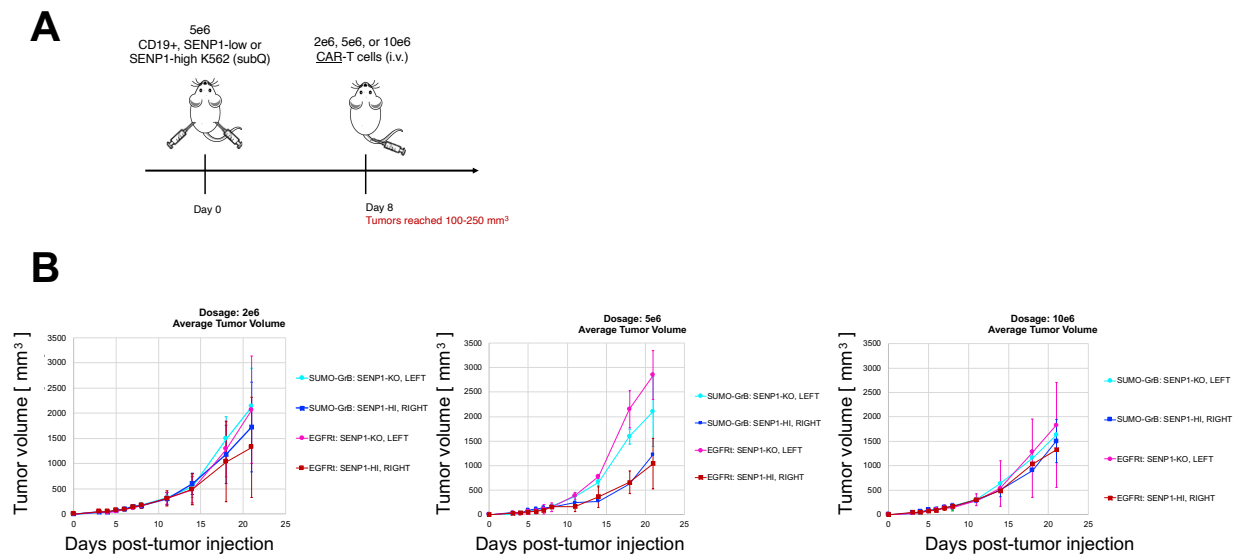 A
5e6
CD19+, SENP1-low or
SENP1-high K562 (subQ)
2e6, 5e6, or 10e6
CAR-T cells (i.v.)
Day 0
Day 8
Tumors reached 100-250 mm³
B
Dosage: 2e6
Average Tumor Volume
Tumor volume [ mm³ ]
3500
3000
2500
2000
1500
1000
500
0
0 5 10 15 20 25
Days post-tumor injection
SUMO-GrB: SENP1-KO, LEFT
SUMO-GrB: SENP1-HI, RIGHT
EGFRt: SENP1-KO, LEFT
EGFRt: SENP1-HI, RIGHT
Dosage: 5e6
Average Tumor Volume
Tumor volume [ mm³ ]
3500
3000
2500
2000
1500
1000
500
0
0 5 10 15 20 25
Days post-tumor injection
SUMO-GrB: SENP1-KO, LEFT
SUMO-GrB: SENP1-HI, RIGHT
EGFRt: SENP1-KO, LEFT
EGFRt: SENP1-HI, RIGHT
Dosage: 10e6
Average Tumor Volume
Tumor volume [ mm³ ]
3500
3000
2500
2000
1500
1000
500
0
0 5 10 15 20 25
Days post-tumor injection
SUMO-GrB: SENP1-KO, LEFT
SUMO-GrB: SENP1-HI, RIGHT
EGFRt: SENP1-KO, LEFT
EGFRt: SENP1-HI, RIGHT